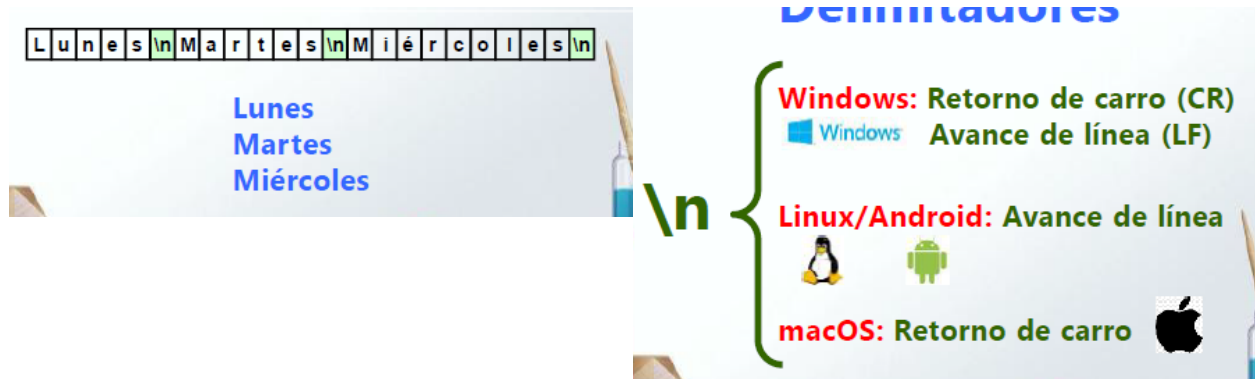 Lunes\nMartes\nMiércoles\n
Lunes
Martes
Miércoles
Delimitadores
\n
Windows: Retorno de carro (CR)
Windows Avance de línea (LF)
Linux/Android: Avance de línea
macOS: Retorno de carro